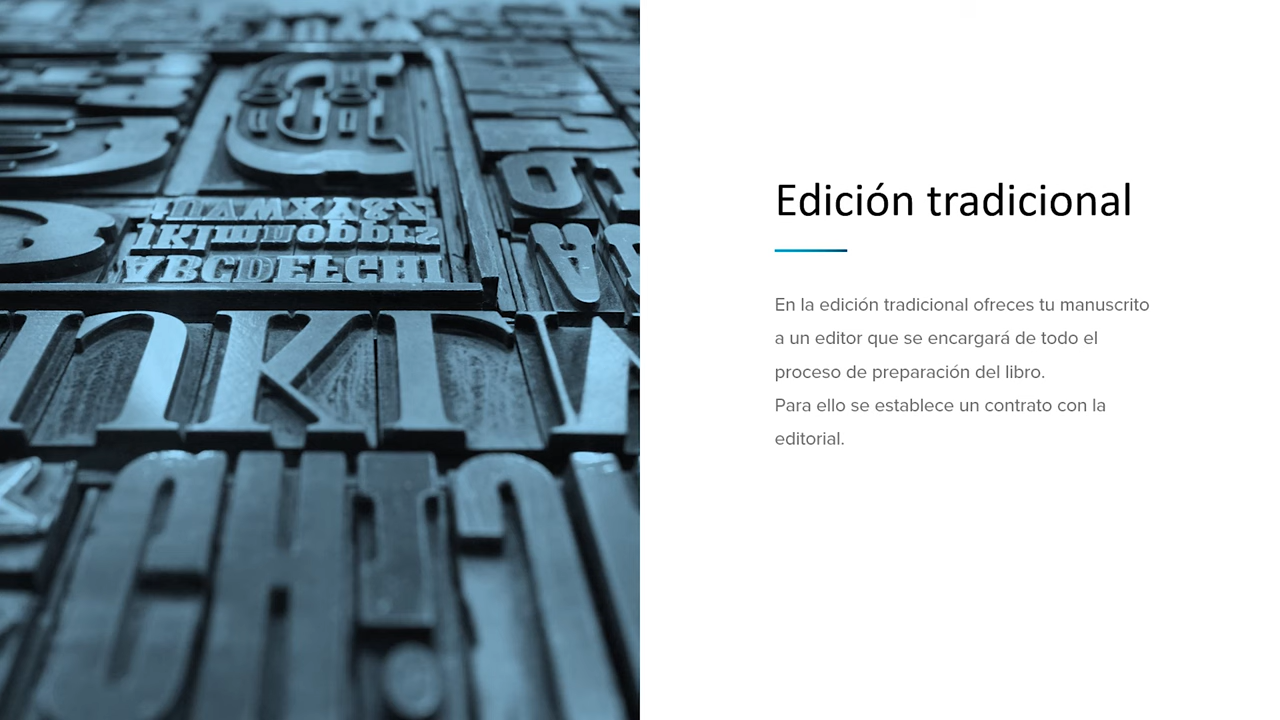 Edición tradicional
En la edición tradicional ofreces tu manuscrito
a un editor que se encargará de todo el
proceso de preparación del libro.
Para ello se establece un contrato con la
editorial.